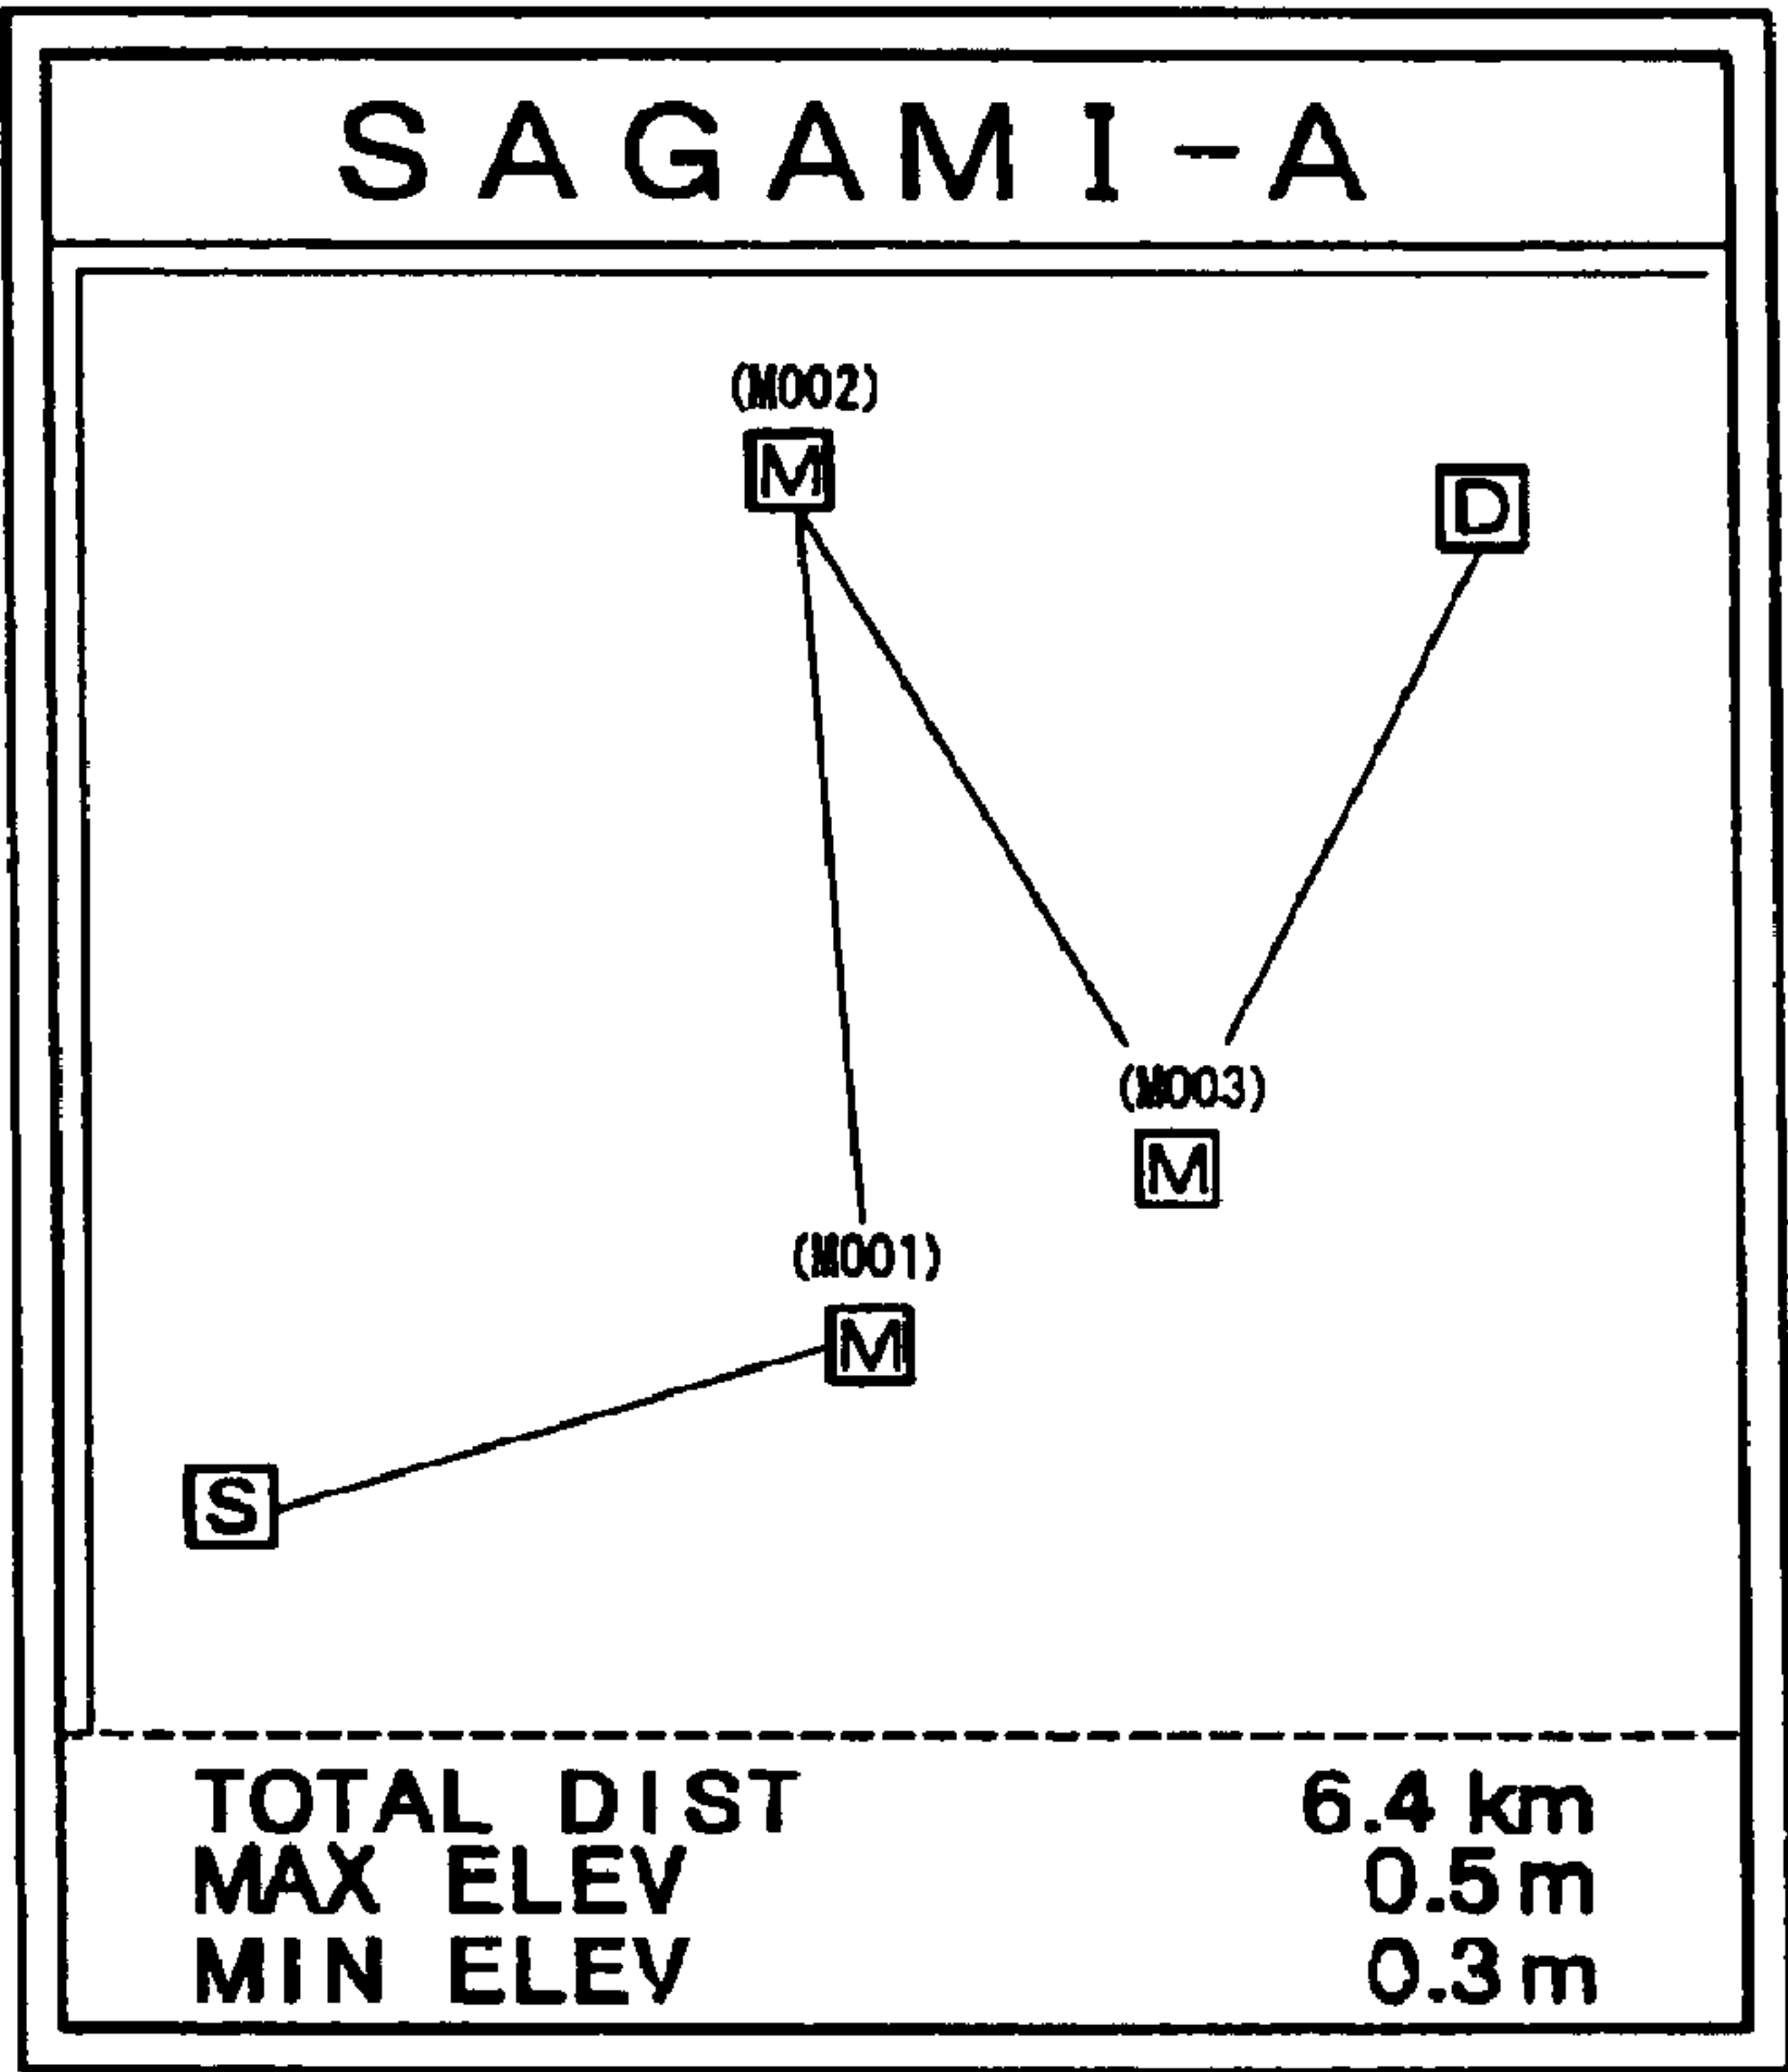 SAGAMI-A
(M002)
M
D
(M003)
M
(M001)
M
S
TOTAL DIST 6.4 km
MAX ELEV 0.5 m
MIN ELEV 0.3 m